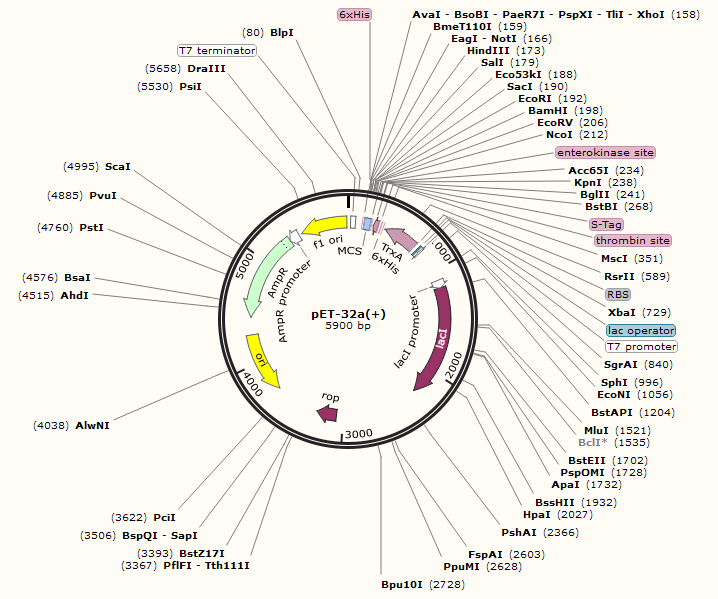 6xHis
AvaI - BsoBI - PaeR7I - PspXI - TliI - XhoI (158)
BmeT110I (159)
EagI - NotI (166)
HindIII (173)
SalI (179)
Eco53kI (188)
SacI (190)
EcoRI (192)
BamHI (198)
EcoRV (206)
NcoI (212)
enterokinase site
Acc65I (234)
KpnI (238)
BglII (241)
BstBI (268)
S-Tag
thrombin site
MscI (351)
RsrII (589)
RBS
XbaI (729)
lac operator
T7 promoter
SgrAI (840)
SphI (996)
EcoNI (1056)
BstAPI (1204)
MluI (1521)
BclI* (1535)
BstEII (1702)
PspOMI (1728)
ApaI (1732)
BssHII (1932)
HpaI (2027)
PshAI (2366)
FspAI (2603)
PpuMI (2628)
Bpu10I (2728)
(3367) PflFI - Tth111I
(3393) BstZ17I
(3506) BspQI - SapI
(3622) PciI
(4038) AlwNI
(4515) AhdI
(4576) BsaI
(4760) PstI
(4885) PvuI
(4995) ScaI
(5530) PsiI
(5658) DraIII
T7 terminator
(80) BlpI
f1 ori
MCS
6xHis
TrxA
1000
2000
3000
4000
5000
AmpR
AmpR promoter
lacI promoter
lacI
ori
rop
pET-32a(+)
5900 bp